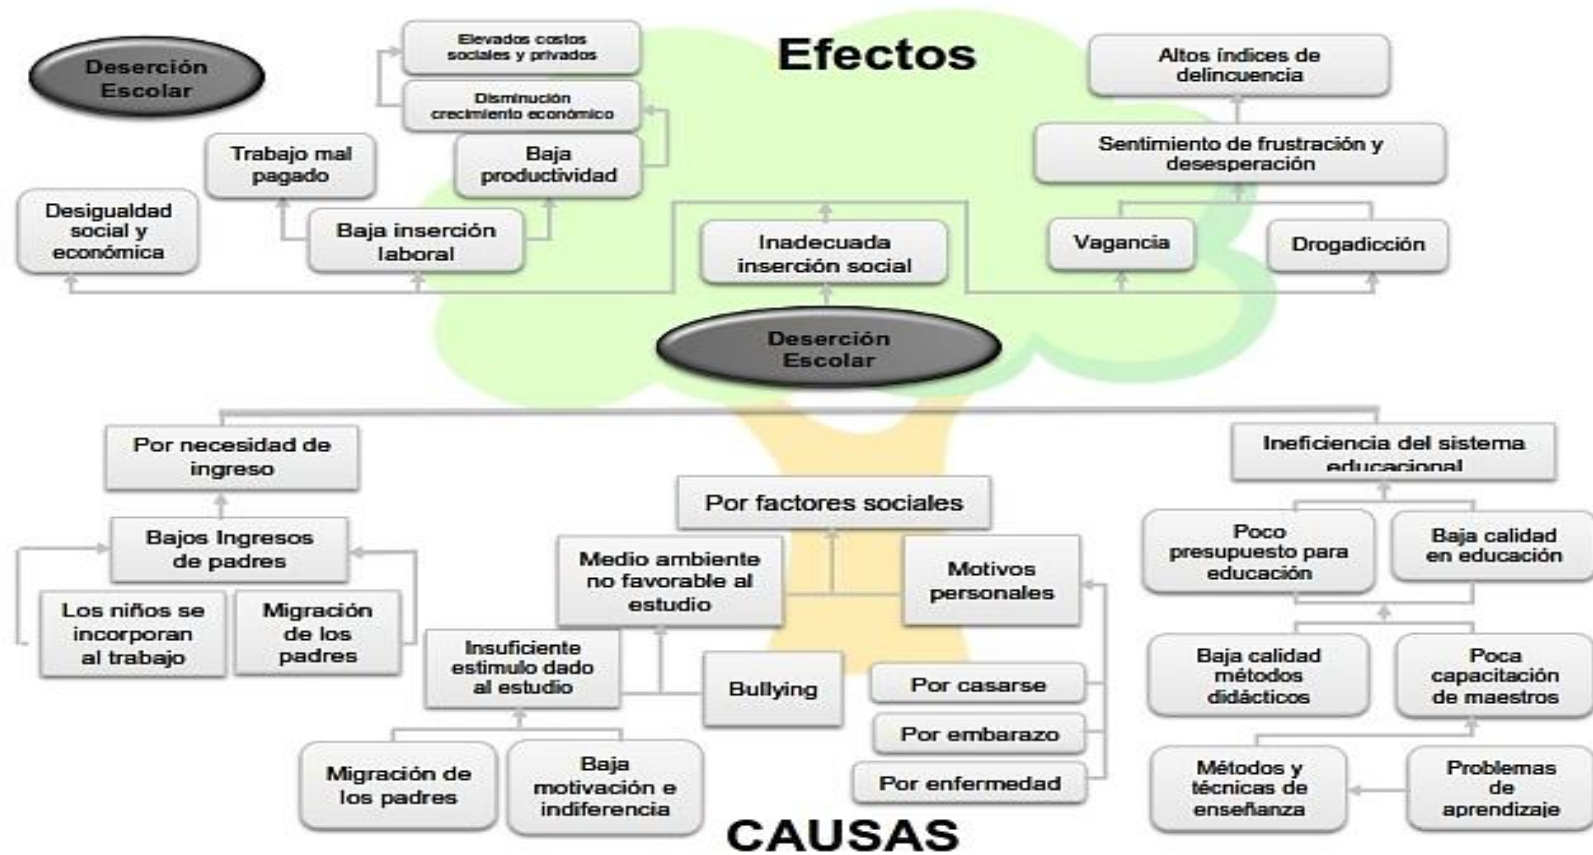 Efectos
Deserción
Escolar
Elevados costos
sociales y privados
Disminución
crecimiento económico
Trabajo mal
pagado
Baja
productividad
Desigualdad
social y
económica
Baja inserción
laboral
Inadecuada
inserción social
Altos índices de
delincuencia
Sentimiento de frustración y
desesperación
Vagancia
Drogadicción
Deserción
Escolar
Por necesidad de
ingreso
Bajos Ingresos
de padres
Los niños se
incorporan
al trabajo
Migración
de los
padres
Por factores sociales
Medio ambiente
no favorable al
estudio
Motivos
personales
Insuficiente
estimulo dado
al estudio
Bullying
Migración de
los padres
Baja
motivación e
indiferencia
Por casarse
Por embarazo
Por enfermedad
Ineficiencia del sistema
educacional
Poco
presupuesto para
educación
Baja calidad
en educación
Baja calidad
métodos
didácticos
Poca
capacitación
de maestros
Métodos y
técnicas de
enseñanza
Problemas
de
aprendizaje
CAUSAS